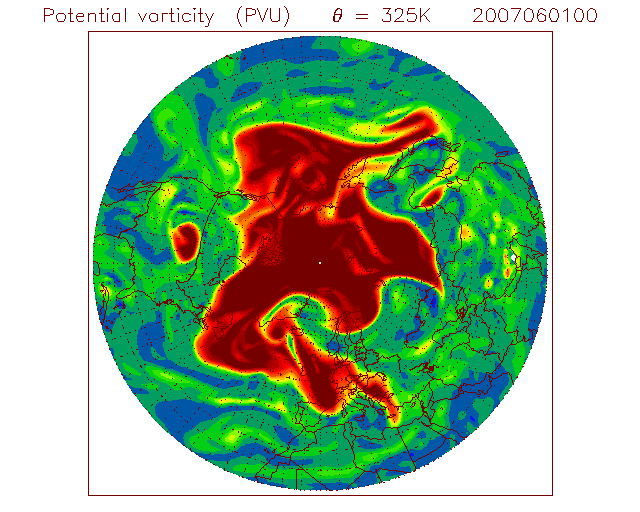 Potential vorticity (PVU) θ = 325K 2007060100